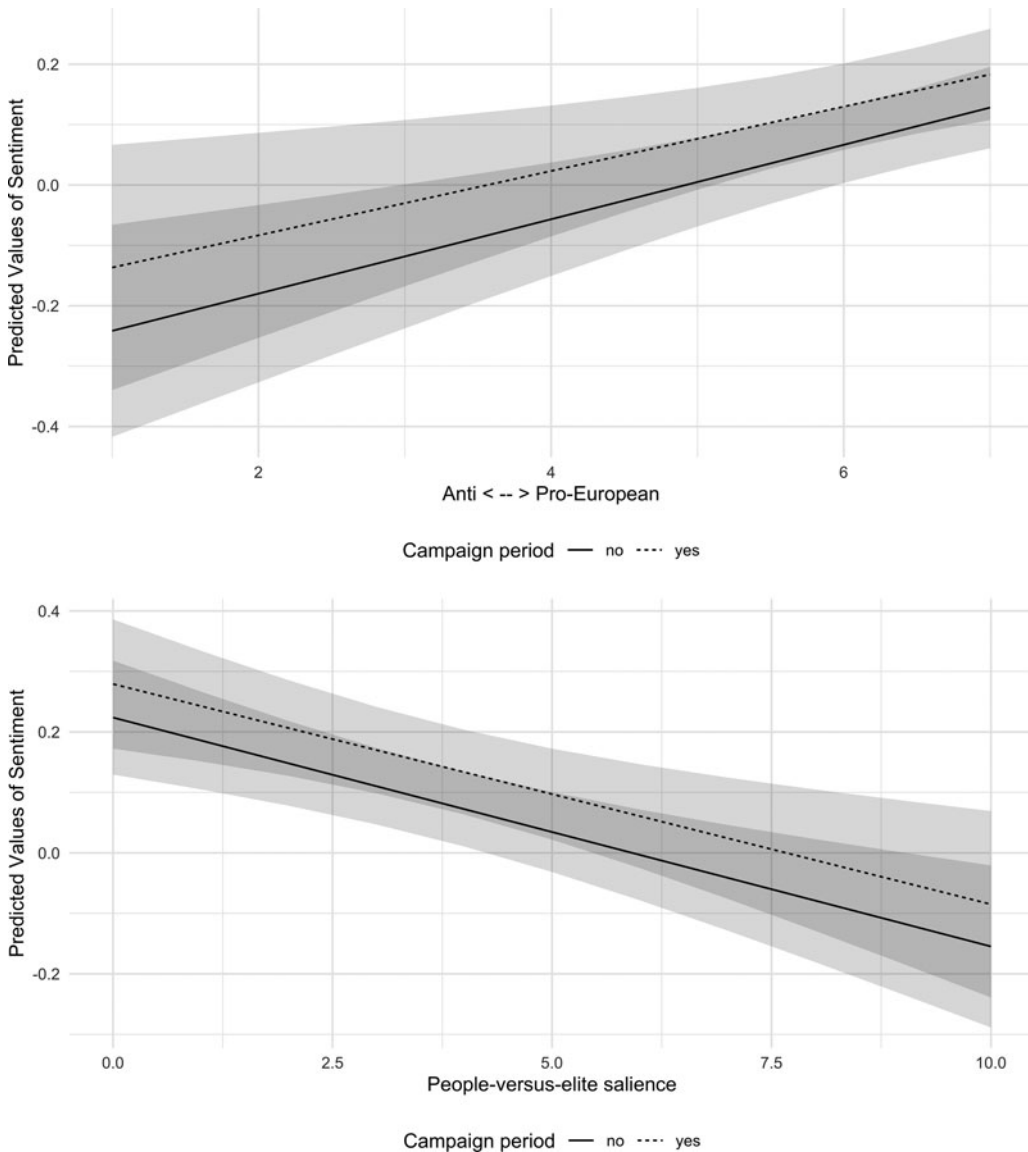 Predicted Values of Sentiment
0.2
0.0
-0.2
-0.4
2 4 6
Anti < -- > Pro-European
Campaign period no yes
Predicted Values of Sentiment
0.4
0.2
0.0
-0.2
0.0 2.5 5.0 7.5 10.0
People-versus-elite salience
Campaign period no yes